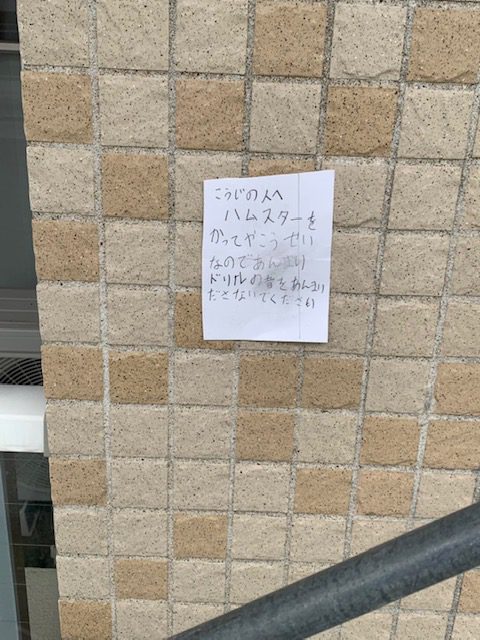 こうじの人へ
ハムスターを
かってやこうせい
なのであんまり
ドリルの音をあんまり
ださないでください